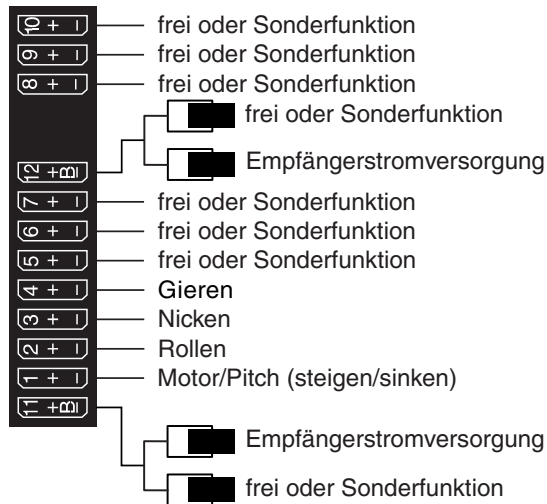 10 + – frei oder Sonderfunktion
9 + – frei oder Sonderfunktion
8 + – frei oder Sonderfunktion
frei oder Sonderfunktion
12 +B– Empfängerstromversorgung
7 + – frei oder Sonderfunktion
6 + – frei oder Sonderfunktion
5 + – frei oder Sonderfunktion
4 + – Gieren
3 + – Nicken
2 + – Rollen
1 + – Motor/Pitch (steigen/sinken)
11 +B–
Empfängerstromversorgung
frei oder Sonderfunktion